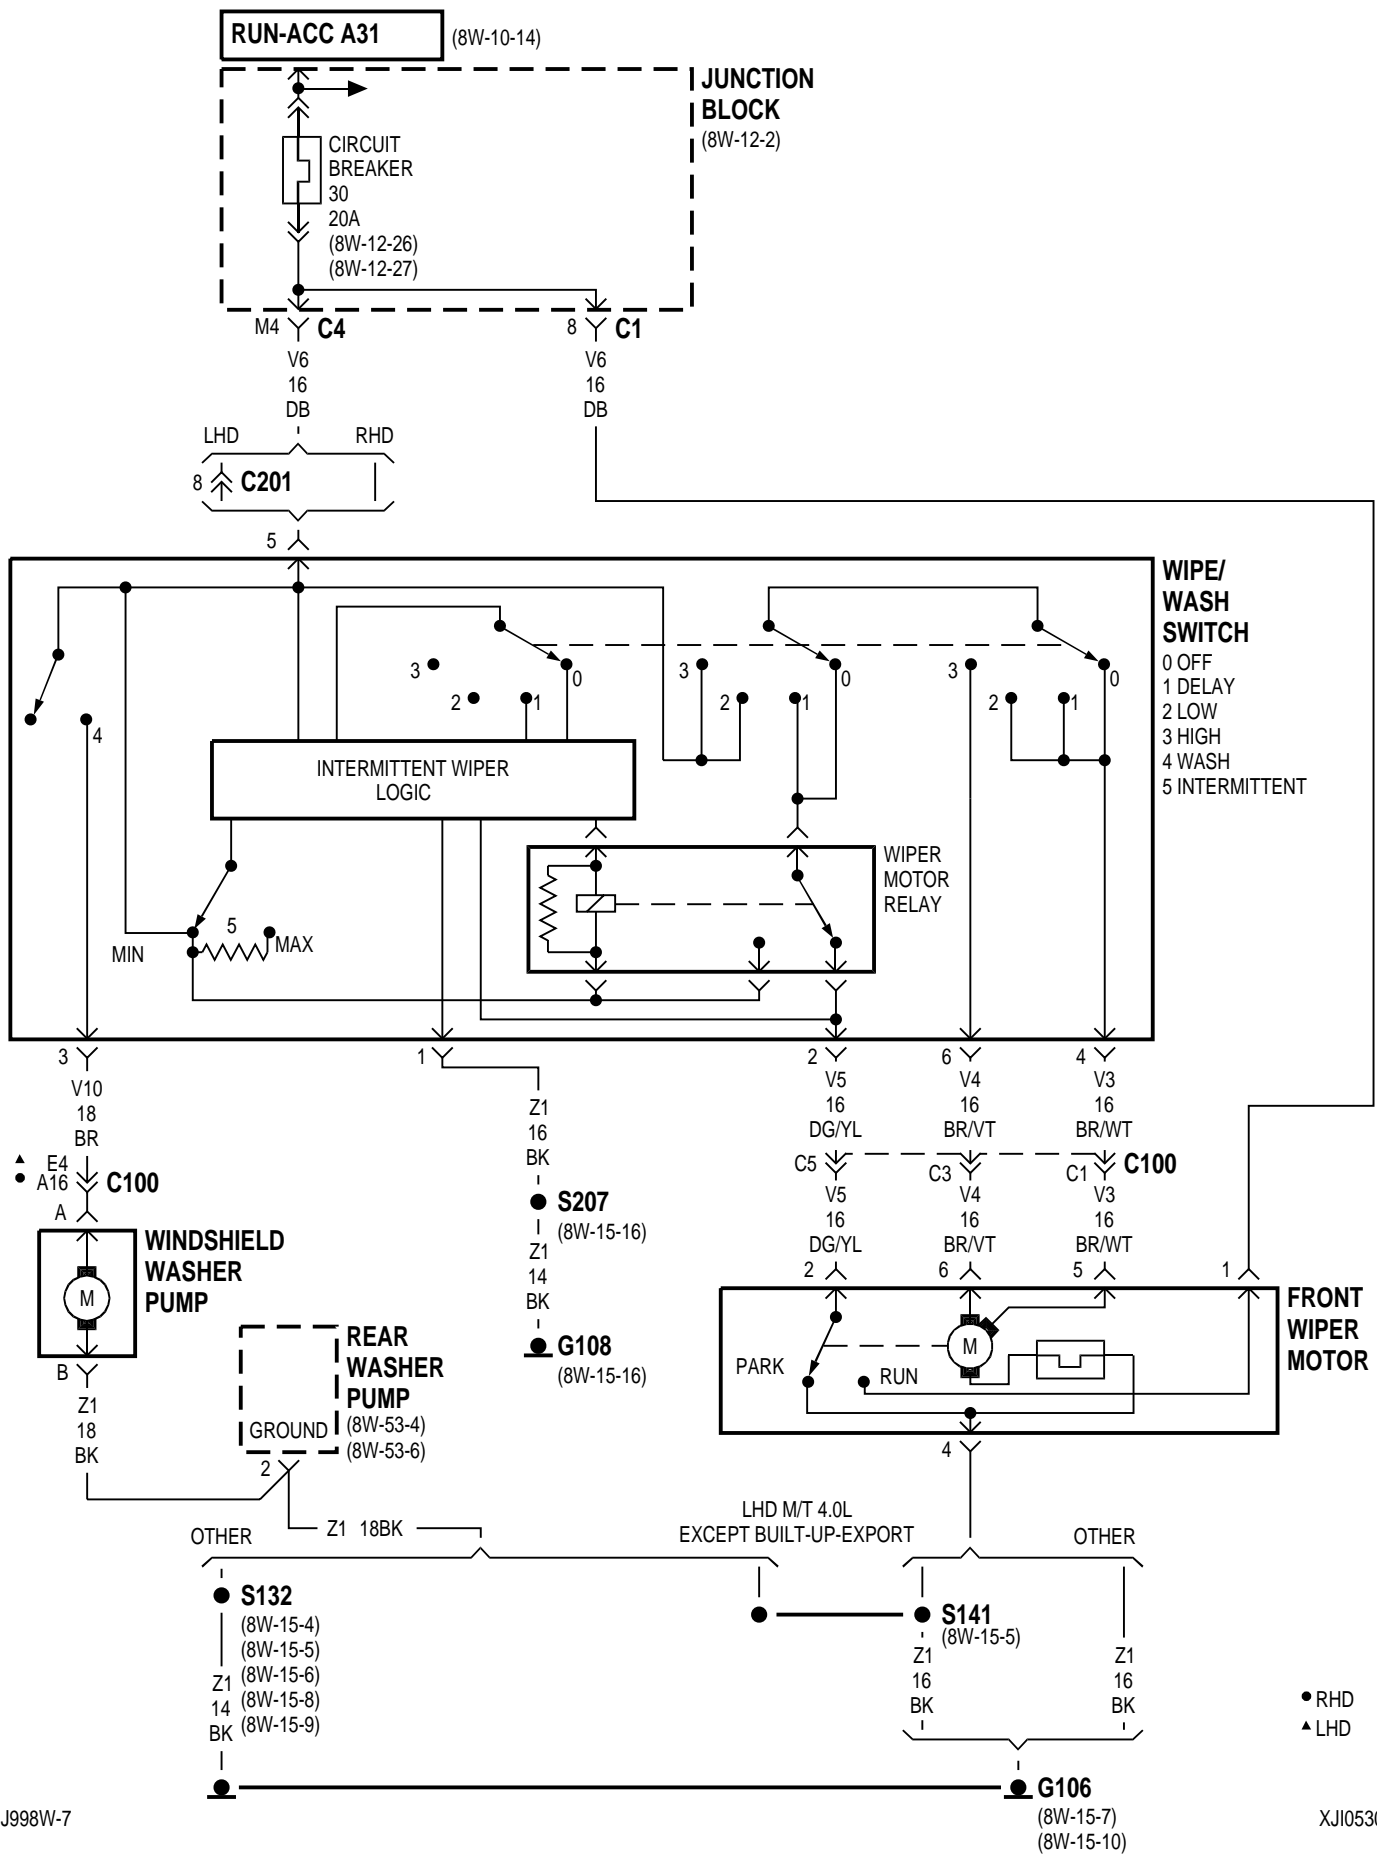 RUN-ACC A31 (8W-10-14)
JUNCTION
BLOCK
(8W-12-2)
CIRCUIT
BREAKER
30
20A
(8W-12-26)
(8W-12-27)
M4 C4
8 C1
V6
16
DB
V6
16
DB
LHD RHD
8 C201
5
WIPE/
WASH
SWITCH
0 OFF
1 DELAY
2 LOW
3 HIGH
4 WASH
5 INTERMITTENT
3 0
2 1
3 0
2 1
3 0
2 1
4
INTERMITTENT WIPER
LOGIC
WIPER
MOTOR
RELAY
5
MIN MAX
3 1 2 6 4
V10
18
BR
Z1
16
BK
V5
16
DG/YL
V4
16
BR/VT
V3
16
BR/WT
▲ E4
● A16 C100
C5 C3 C1 C100
A
S207
(8W-15-16)
V5
16
DG/YL
V4
16
BR/VT
V3
16
BR/WT
Z1
14
BK
2 6 5 1
WINDSHIELD
WASHER
PUMP
M
B
G108
(8W-15-16)
FRONT
WIPER
MOTOR
PARK RUN M
4
REAR
WASHER
PUMP
(8W-53-4)
(8W-53-6)
GROUND
2
Z1
18
BK
Z1 18BK
LHD M/T 4.0L
EXCEPT BUILT-UP-EXPORT
OTHER OTHER
S132
(8W-15-4)
(8W-15-5)
(8W-15-6)
(8W-15-8)
(8W-15-9)
Z1
14
BK
S141
(8W-15-5)
Z1
16
BK
Z1
16
BK
● RHD
▲ LHD
G106
(8W-15-7)
(8W-15-10)
J998W-7 XJI0530